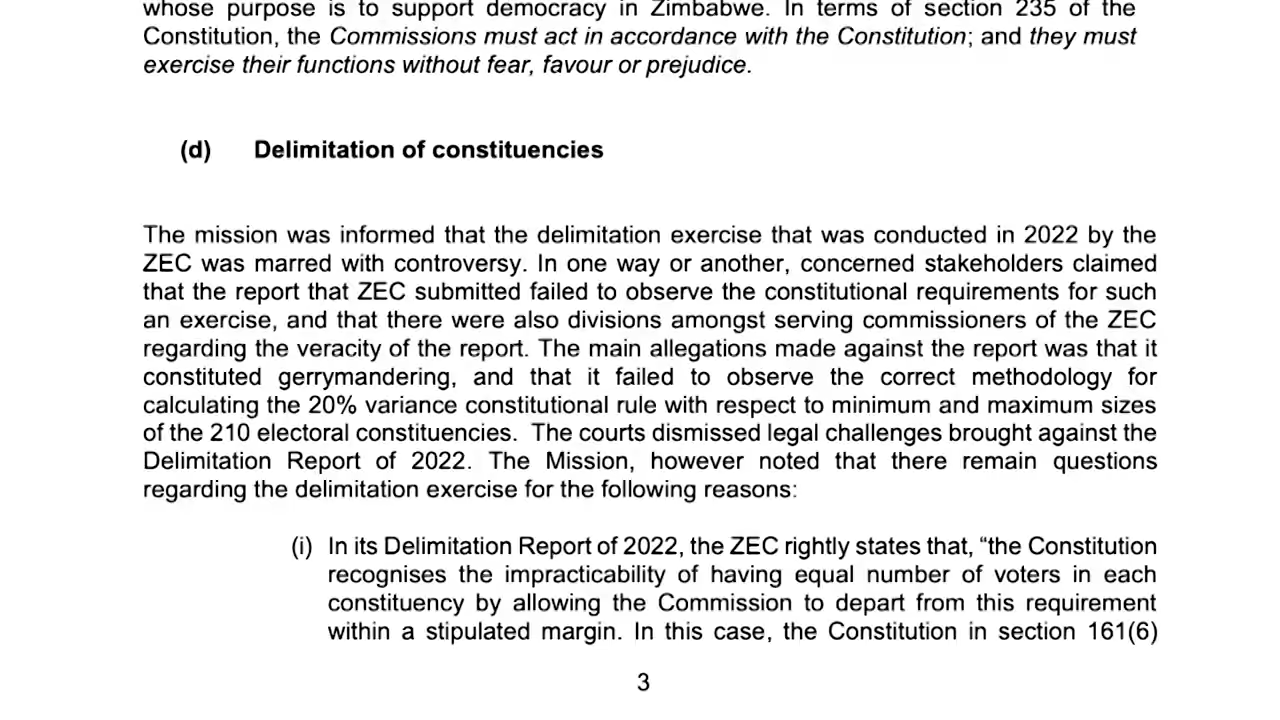 whose purpose is to support democracy in Zimbabwe. In terms of section 235 of the
Constitution, the Commissions must act in accordance with the Constitution; and they must
exercise their functions without fear, favour or prejudice.
(d) Delimitation of constituencies
The mission was informed that the delimitation exercise that was conducted in 2022 by the
ZEC was marred with controversy. In one way or another, concerned stakeholders claimed
that the report that ZEC submitted failed to observe the constitutional requirements for such
an exercise, and that there were also divisions amongst serving commissioners of the ZEC
regarding the veracity of the report. The main allegations made against the report was that it
constituted gerrymandering, and that it failed to observe the correct methodology for
calculating the 20% variance constitutional rule with respect to minimum and maximum sizes
of the 210 electoral constituencies. The courts dismissed legal challenges brought against the
Delimitation Report of 2022. The Mission, however noted that there remain questions
regarding the delimitation exercise for the following reasons:
(i) In its Delimitation Report of 2022, the ZEC rightly states that, “the Constitution
recognises the impracticability of having equal number of voters in each
constituency by allowing the Commission to depart from this requirement
within a stipulated margin. In this case, the Constitution in section 161(6)
3